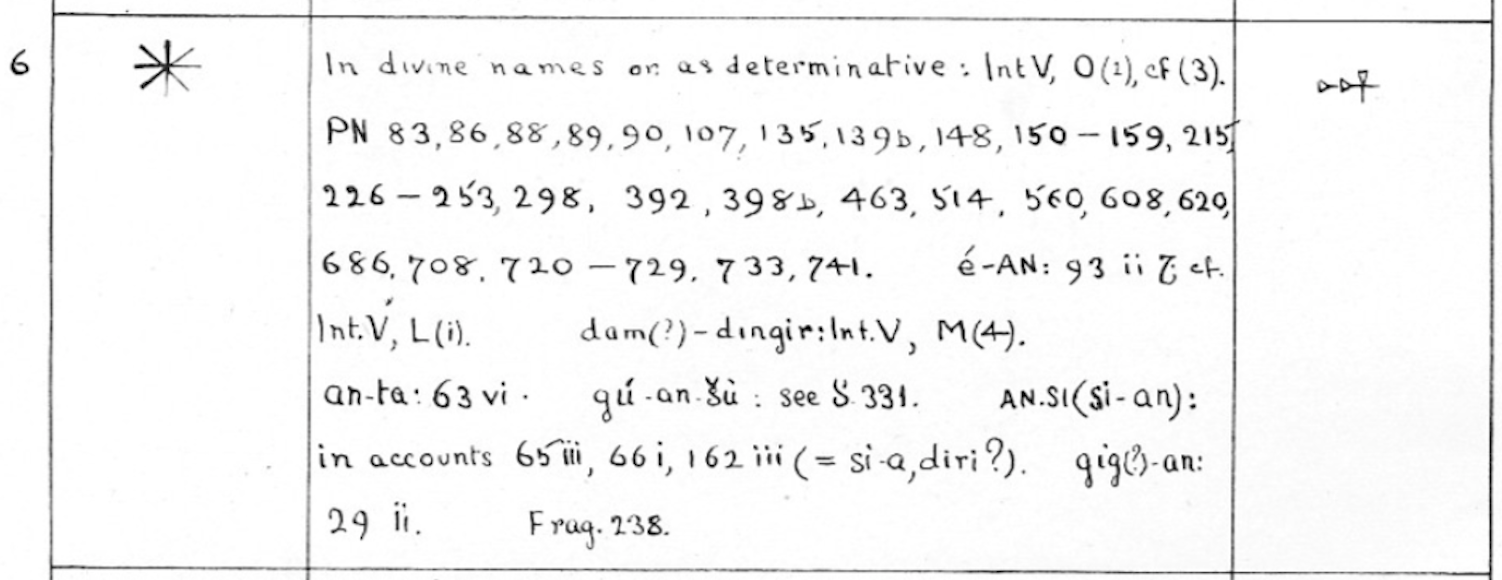 6 In divine names or as determinative : Int V, O (1), cf (3).
PN 83, 86, 88, 89, 90, 107, 135, 139b, 148, 150 – 159, 215,
226 – 253, 298, 392, 398b, 463, 514, 560, 608, 620,
686, 708, 720 – 729, 733, 741. é-AN: 93 ii 7; cf.
Int. V, L(i). dam(?)-dingir: Int. V, M(4).
an-ta: 63 vi. gú-an-šù : see S. 331. AN.SI(si-an):
in accounts 65 iii, 66 i, 162 iii (= si-a, diri ?). gig(?)-an:
29 ii. Frag. 238.